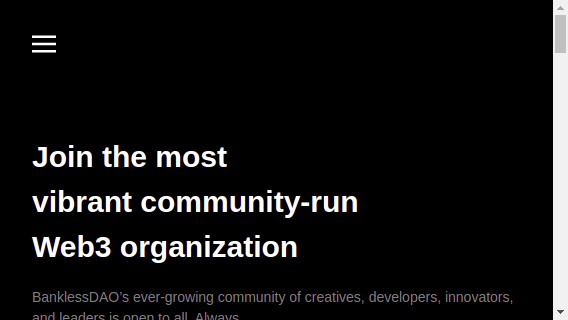 Join the most
vibrant community-run
Web3 organization
BanklessDAO’s ever-growing community of creatives, developers, innovators,
and leaders is open to all. Always.